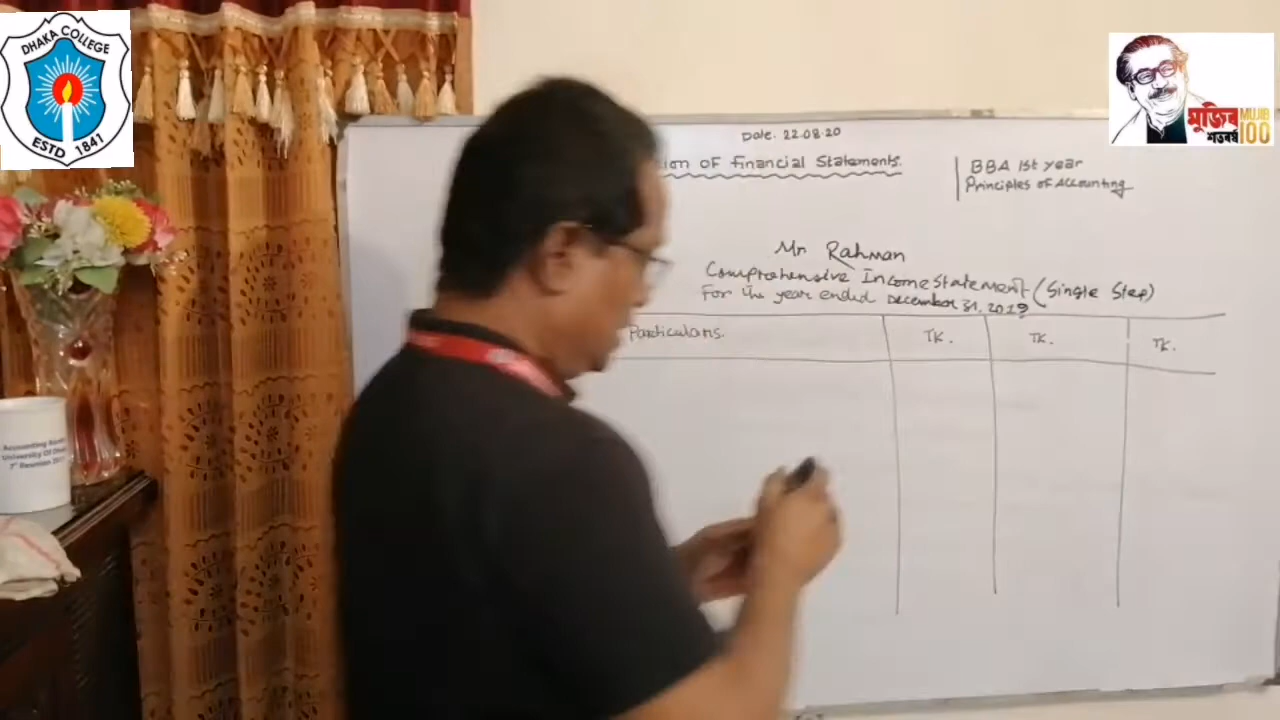 DHAKA COLLEGE
ESTD 1841
মুজিব
শতবর্ষ
MUJIB
100
Date. 22.08.20
of Financial Statements.
BBA 1st year
Principles of Accounting
Mr Rahman
Comprehensive Income Statement (Single Step)
For the year ended December 31, 2019
Particulars.
TK.
TK.
TK.
University Of